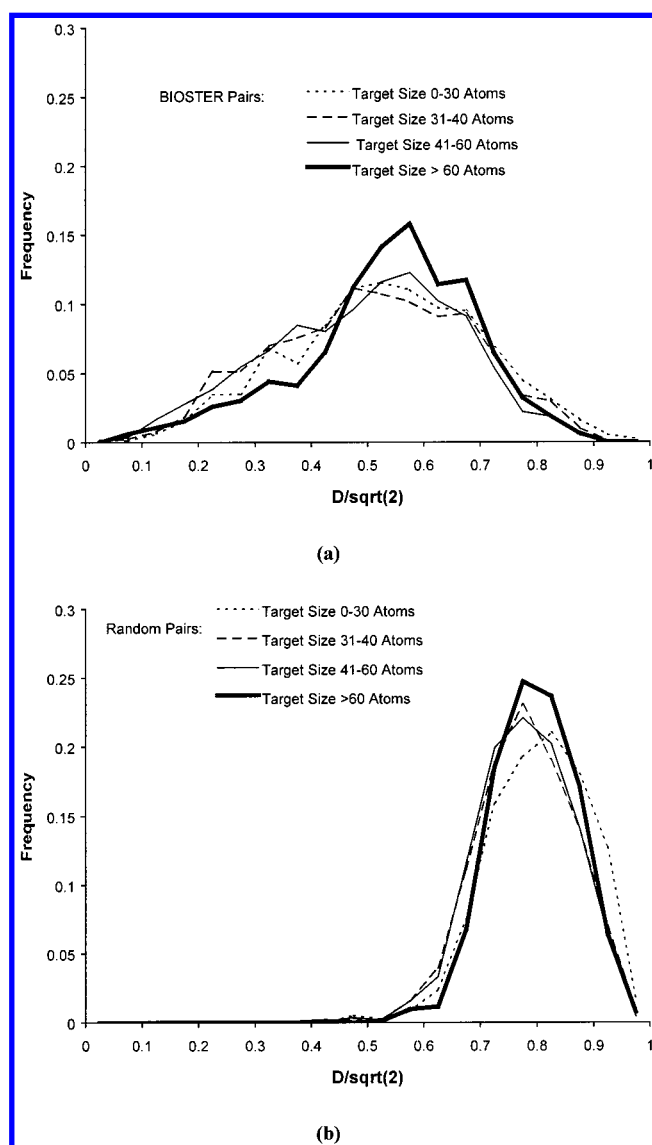 0.3
0.25
0.2
0.15
0.1
0.05
0
Frequency
BIOSTER Pairs:
Target Size 0-30 Atoms
Target Size 31-40 Atoms
Target Size 41-60 Atoms
Target Size > 60 Atoms
0 0.1 0.2 0.3 0.4 0.5 0.6 0.7 0.8 0.9 1
D/sqrt(2)
(a)
0.3
0.25
0.2
0.15
0.1
0.05
0
Frequency
Random Pairs:
Target Size 0-30 Atoms
Target Size 31-40 Atoms
Target Size 41-60 Atoms
Target Size >60 Atoms
0 0.1 0.2 0.3 0.4 0.5 0.6 0.7 0.8 0.9 1
D/sqrt(2)
(b)